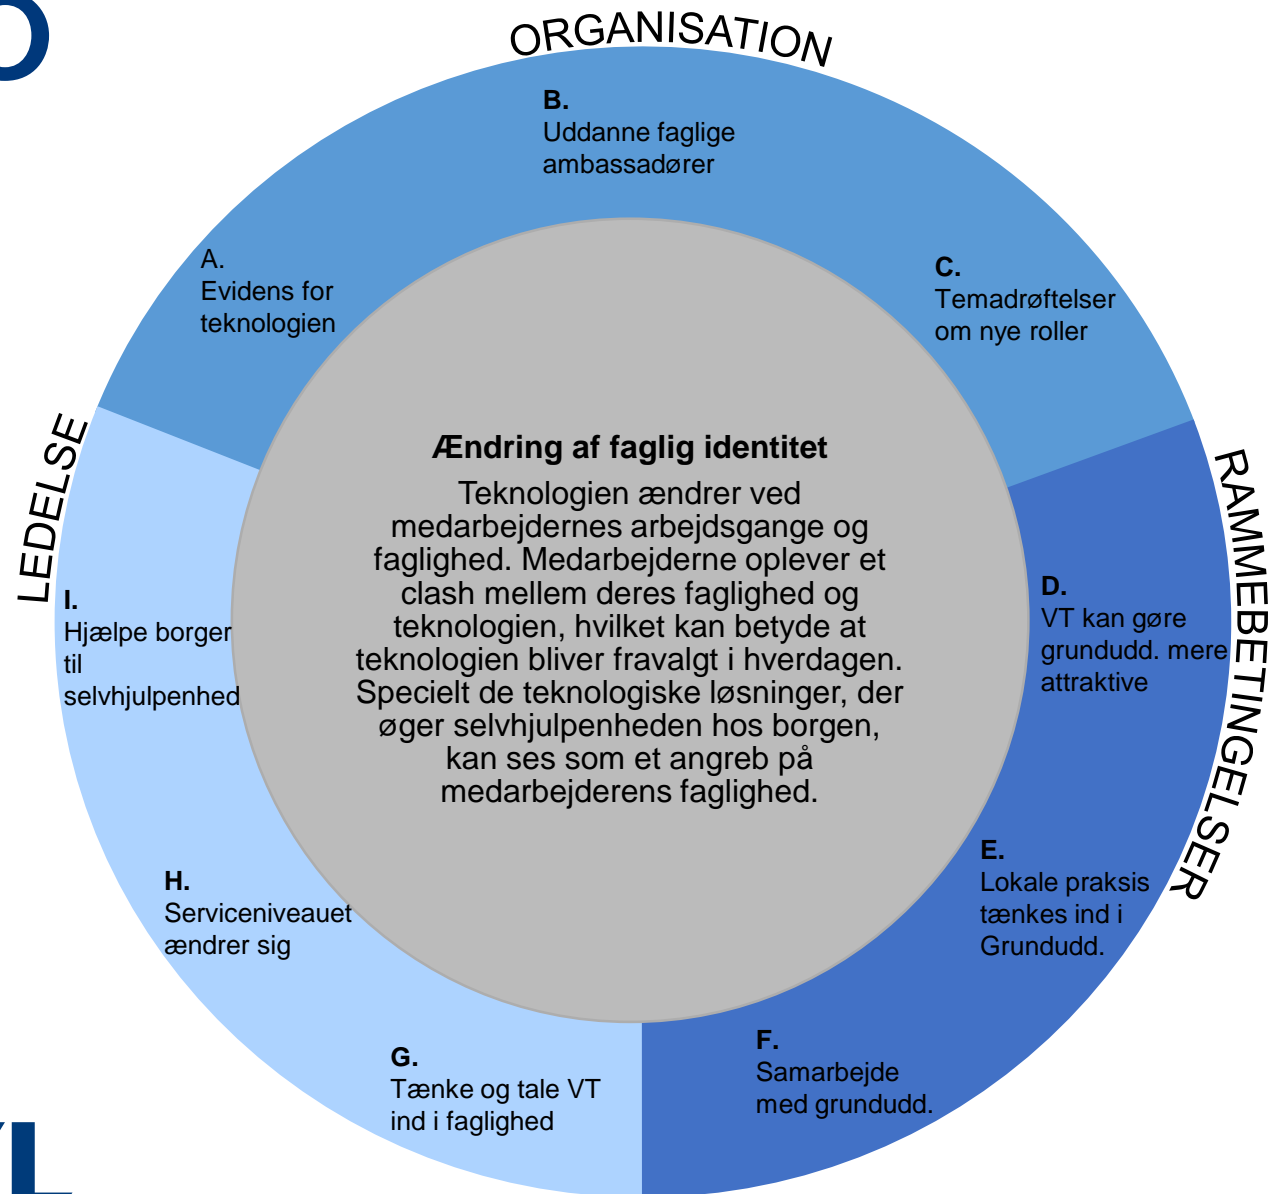 ORGANISATION
B.
Uddanne faglige
ambassadører
A.
Evidens for
teknologien
C.
Temadrøftelser
om nye roller
LEDELSE
RAMMEBETINGELSER
Ændring af faglig identitet
Teknologien ændrer ved
medarbejdernes arbejdsgange og
faglighed. Medarbejderne oplever et
clash mellem deres faglighed og
teknologien, hvilket kan betyde at
teknologien bliver fravalgt i hverdagen.
Specielt de teknologiske løsninger, der
øger selvhjulpenheden hos borgen,
kan ses som et angreb på
medarbejderens faglighed.
D.
VT kan gøre
grundudd. mere
attraktive
I.
Hjælpe borger
til
selvhjulpenhed
E.
Lokale praksis
tænkes ind i
Grundudd.
H.
Serviceniveauet
ændrer sig
F.
Samarbejde
med grundudd.
G.
Tænke og tale VT
ind i faglighed